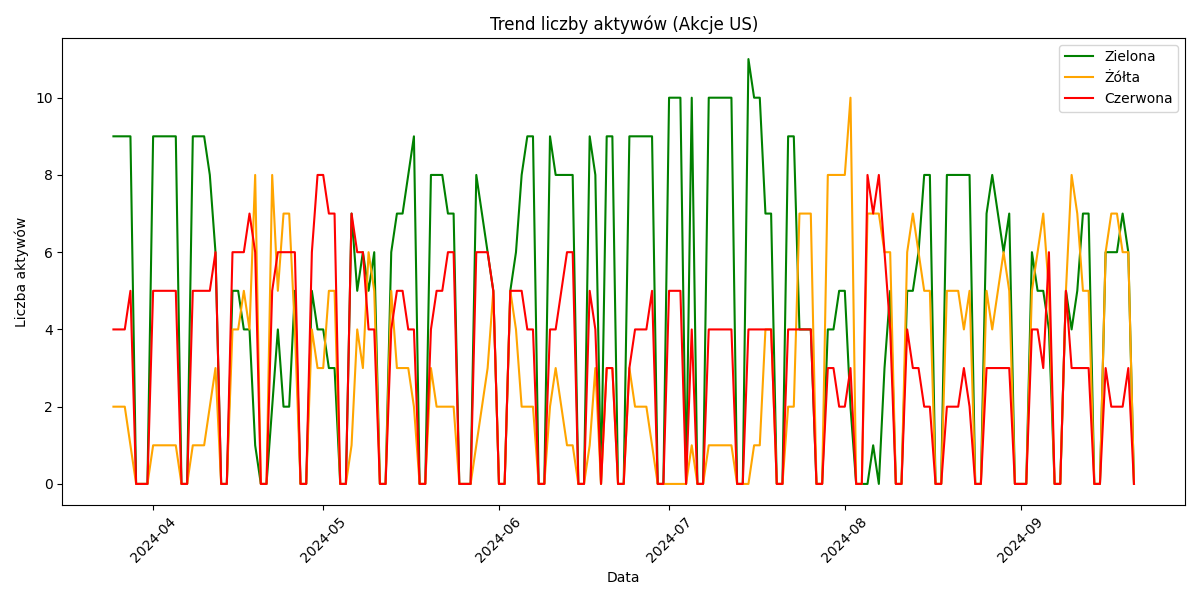 Trend liczby aktywów (Akcje US)
Zielona
Żółta
Czerwona
Liczba aktywów
10
8
6
4
2
0
2024-04
2024-05
2024-06
2024-07
2024-08
2024-09
Data